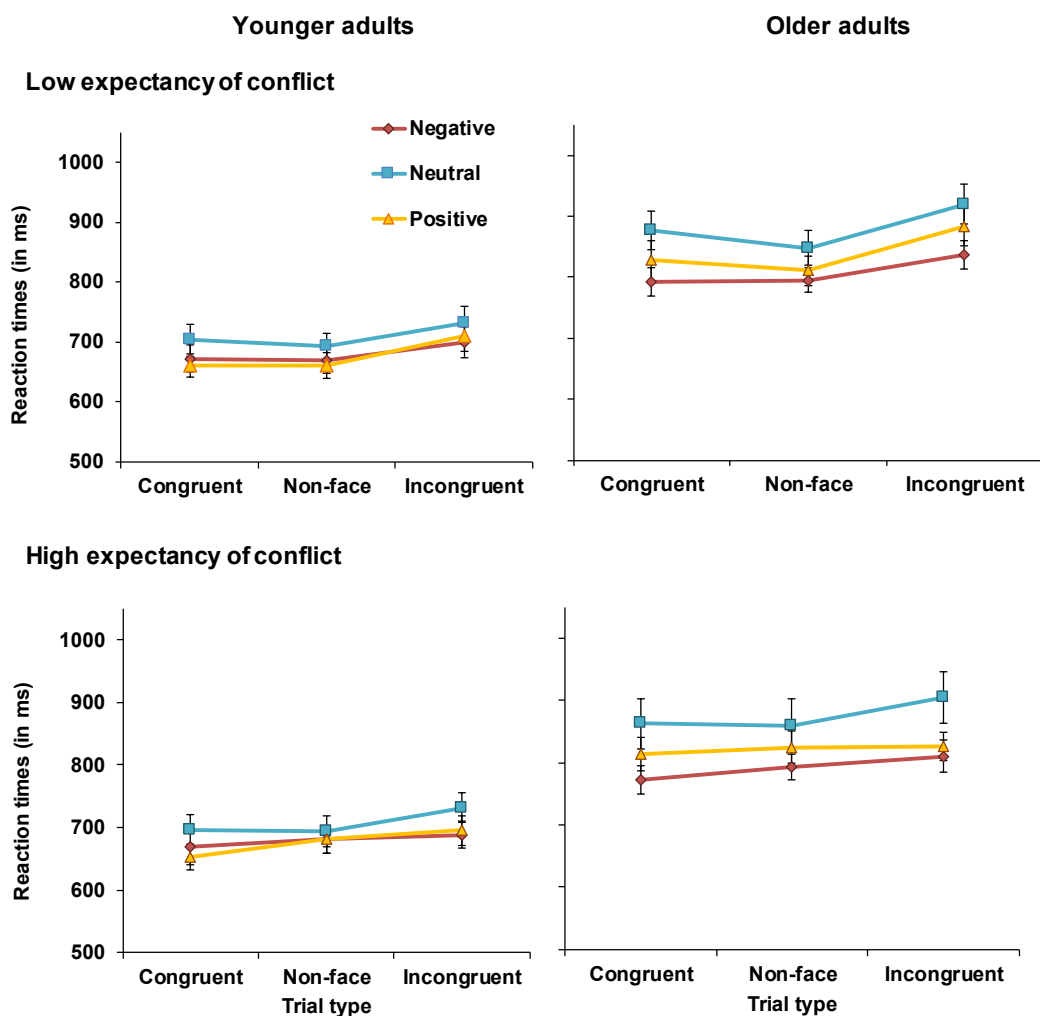 Younger adults
Older adults
Low expectancy of conflict
Negative
Neutral
Positive
Reaction times (in ms)
1000
900
800
700
600
500
Congruent Non-face Incongruent
Congruent Non-face Incongruent
High expectancy of conflict
Reaction times (in ms)
1000
900
800
700
600
500
Congruent Non-face Incongruent
Trial type
Congruent Non-face Incongruent
Trial type